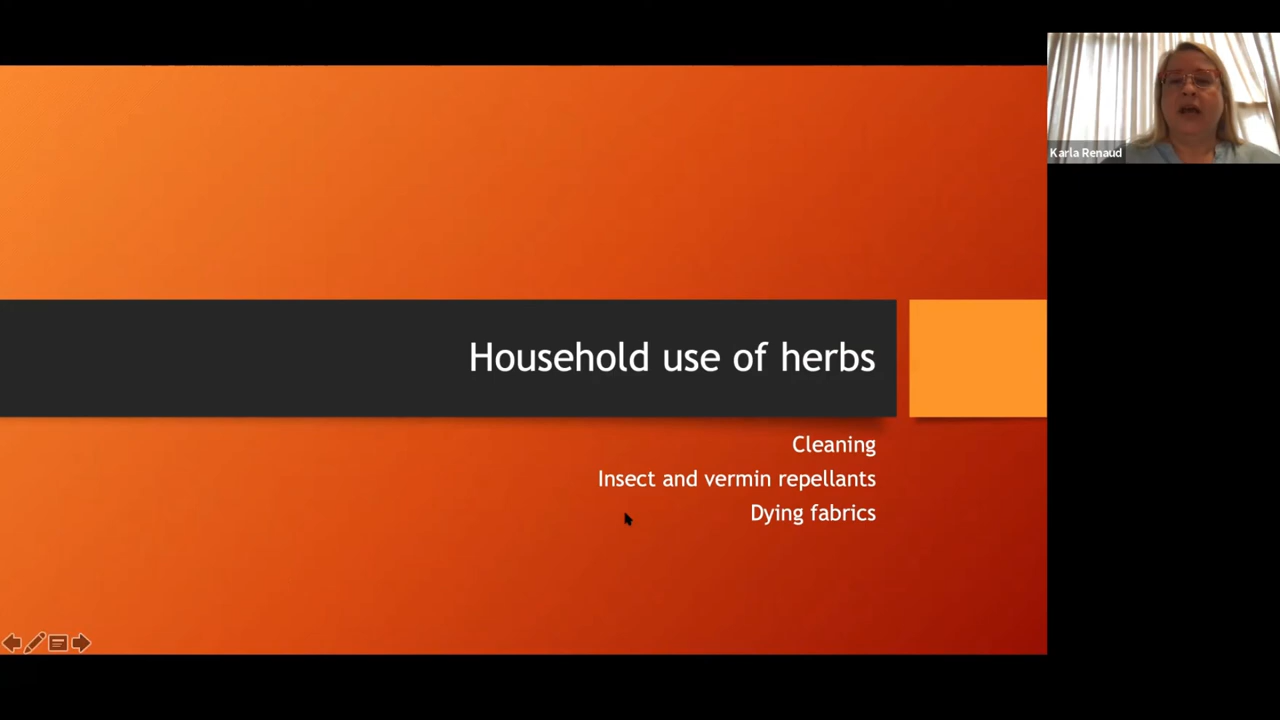 Household use of herbs
Cleaning
Insect and vermin repellants
Dying fabrics
Karla Renaud